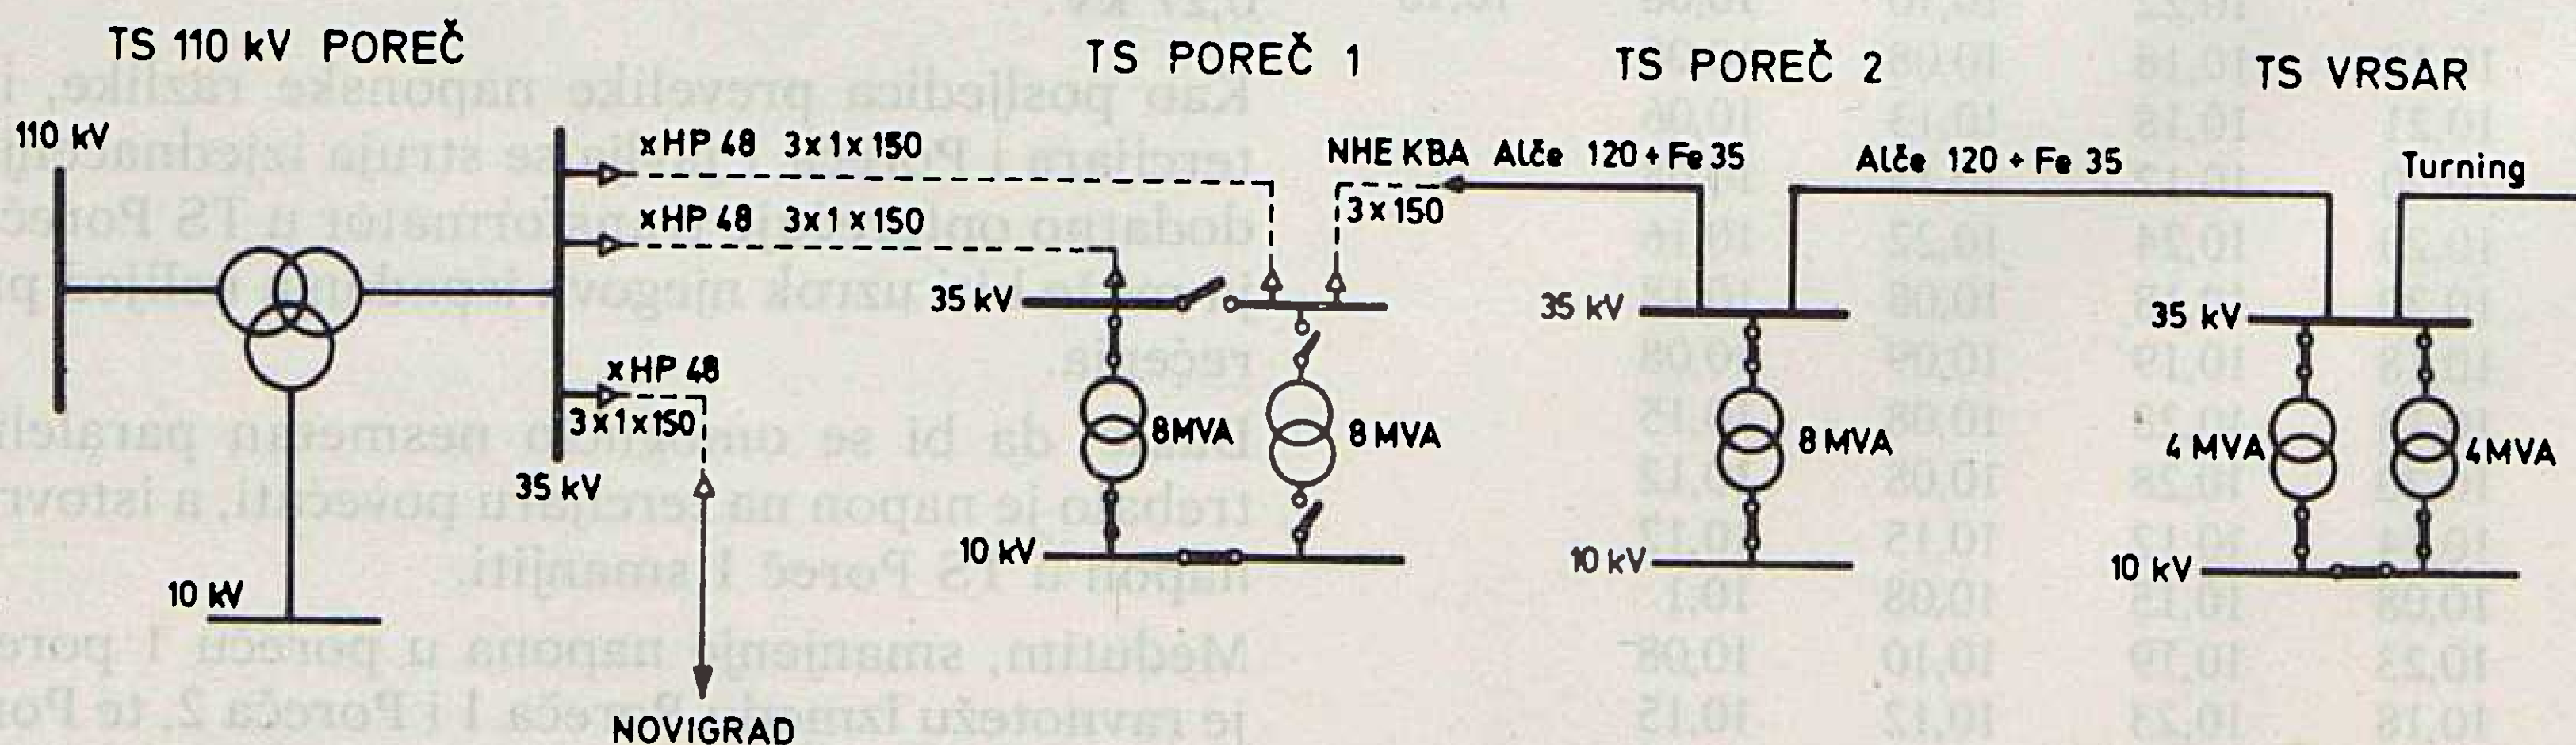 TS 110 kV POREČ
TS POREČ 1
TS POREČ 2
TS VRSAR
110 kV
xHP 48 3x1x150
xHP 48 3x1x150
xHP 48
3x1x150
35 kV
10 kV
NOVIGRAD
NHE KBA Alče 120 + Fe 35
3x150
35 kV
8MVA
8 MVA
10 kV
Alče 120 + Fe 35
35 kV
8 MVA
10 kV
Turning
35 kV
4 MVA
4MVA
10 kV